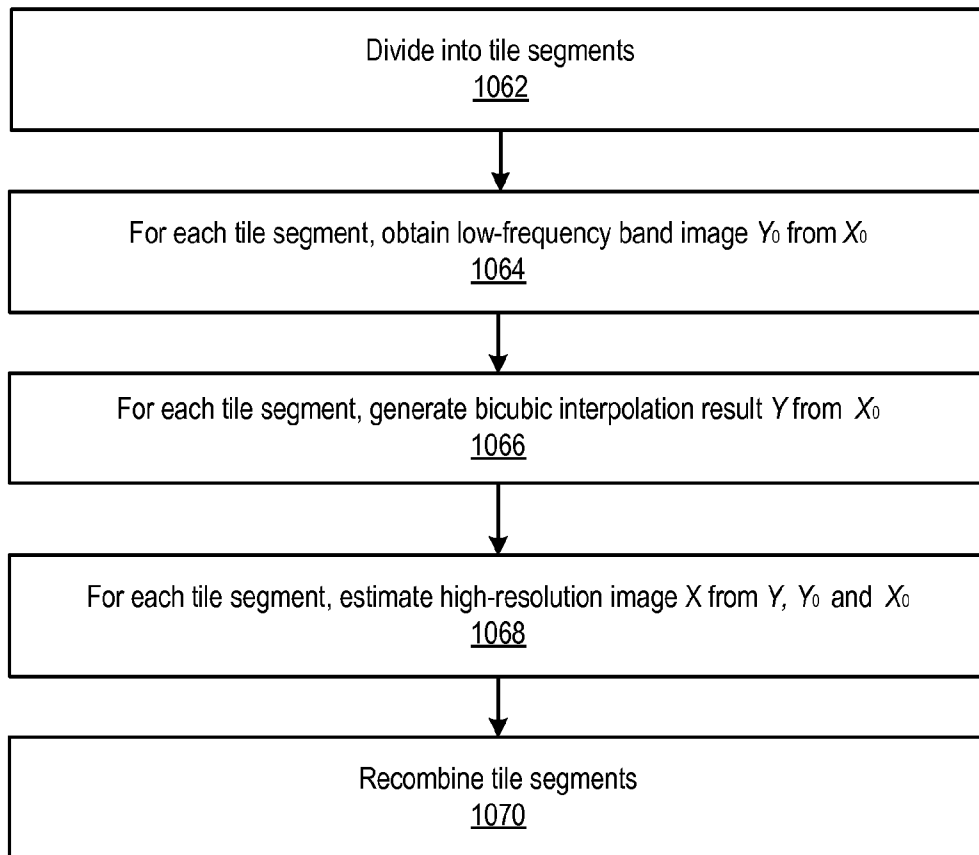 Divide into tile segments
1062
For each tile segment, obtain low-frequency band image Y₀ from X₀
1064
For each tile segment, generate bicubic interpolation result Y from X₀
1066
For each tile segment, estimate high-resolution image X from Y, Y₀ and X₀
1068
Recombine tile segments
1070